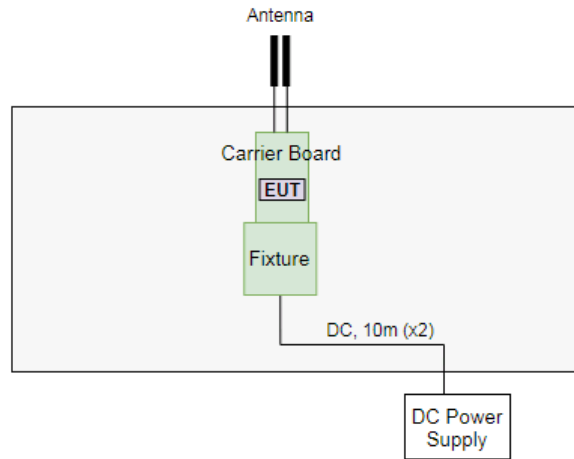 Antenna
Carrier Board
EUT
Fixture
DC, 10m (x2)
DC Power
Supply